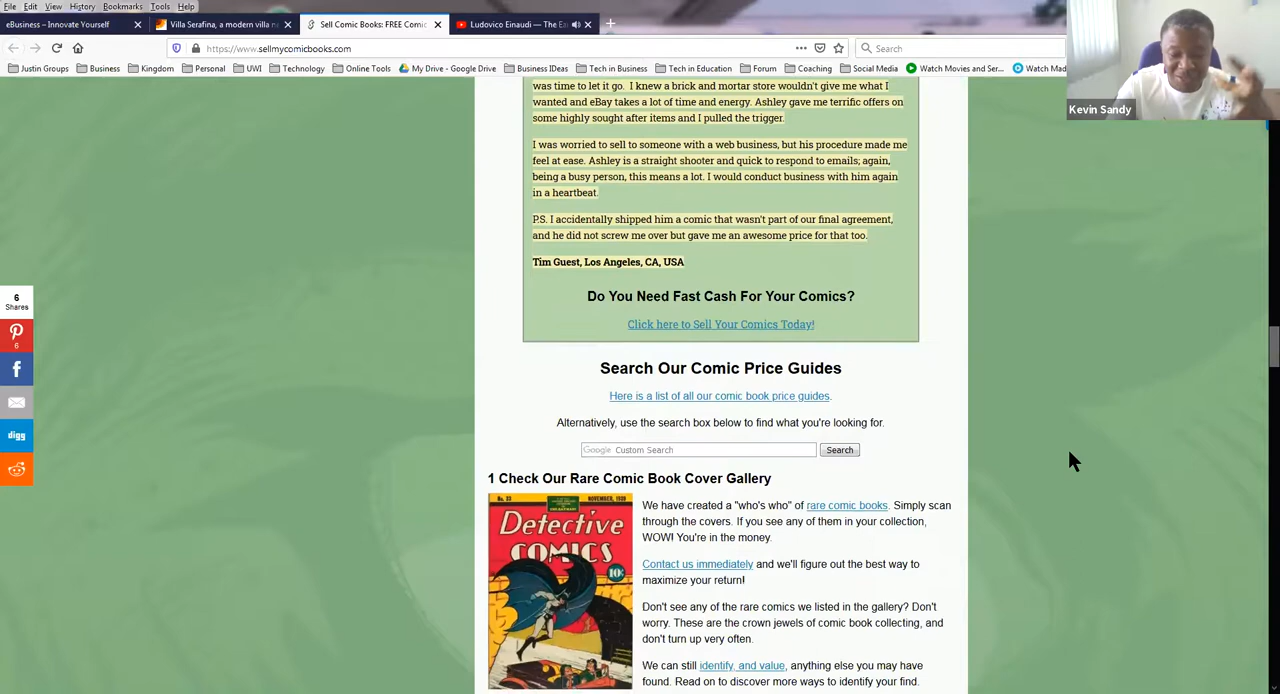 File Edit View History Bookmarks Tools Help
eBusiness – Innovate Yourself
Villa Serafina, a modern villa n
Sell Comic Books: FREE Comic
Ludovico Einaudi — The Ex
https://www.sellmycomicbooks.com
Search
Justin Groups Business Kingdom Personal UWI Technology Online Tools My Drive - Google Drive Business IDeas Tech in Business Tech in Education Forum Coaching Social Media Watch Movies and Ser... Watch Mad
Kevin Sandy
was time to let it go. I knew a brick and mortar store wouldn't give me what I
wanted and eBay takes a lot of time and energy. Ashley gave me terrific offers on
some highly sought after items and I pulled the trigger.
I was worried to sell to someone with a web business, but his procedure made me
feel at ease. Ashley is a straight shooter and quick to respond to emails; again,
being a busy person, this means a lot. I would conduct business with him again
in a heartbeat.
P.S. I accidentally shipped him a comic that wasn't part of our final agreement,
and he did not screw me over but gave me an awesome price for that too.
Tim Guest, Los Angeles, CA, USA
Do You Need Fast Cash For Your Comics?
Click here to Sell Your Comics Today!
6
Shares
6
digg
Search Our Comic Price Guides
Here is a list of all our comic book price guides.
Alternatively, use the search box below to find what you're looking for.
Google Custom Search
Search
1 Check Our Rare Comic Book Cover Gallery
No. 33 NOVEMBER, 1939
Detective
COMICS
10¢
We have created a "who's who" of rare comic books. Simply scan
through the covers. If you see any of them in your collection,
WOW! You're in the money.
Contact us immediately and we'll figure out the best way to
maximize your return!
Don't see any of the rare comics we listed in the gallery? Don't
worry. These are the crown jewels of comic book collecting, and
don't turn up very often.
We can still identify, and value, anything else you may have
found. Read on to discover more ways to identify your find.